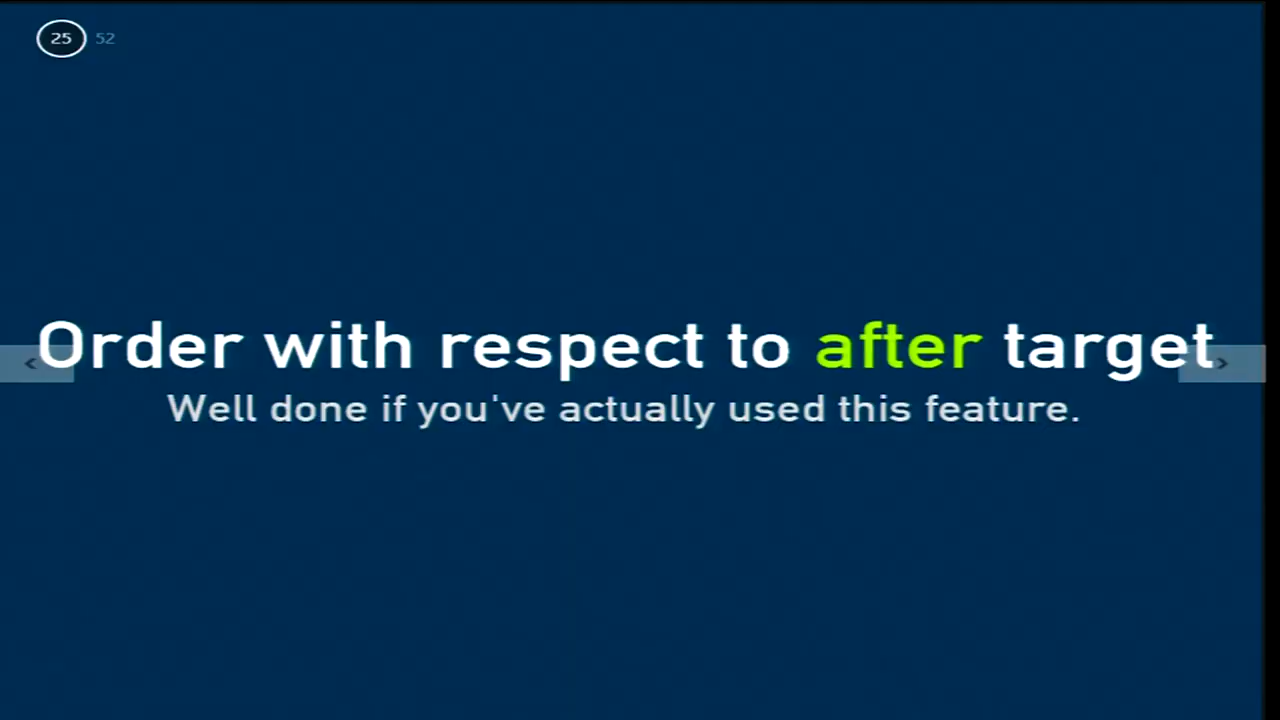 25 52
Order with respect to after target
Well done if you've actually used this feature.